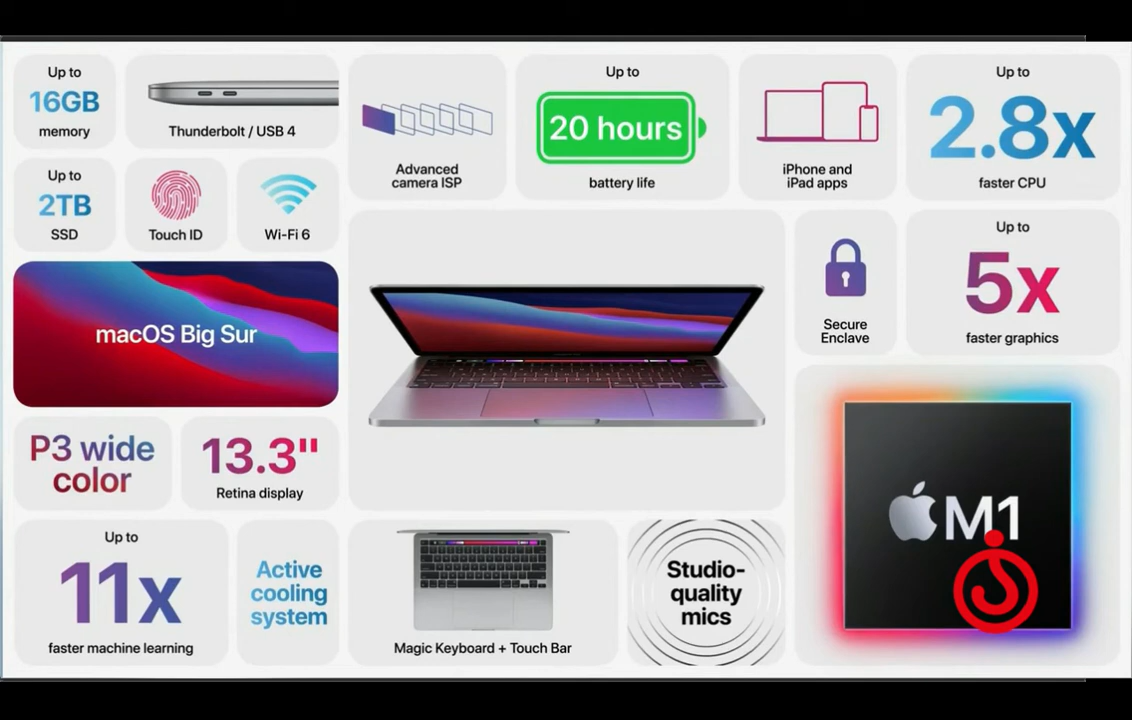 Up to
16GB
memory
Thunderbolt / USB 4
Advanced
camera ISP
Up to
20 hours
battery life
iPhone and
iPad apps
Up to
2.8x
faster CPU
Up to
2TB
SSD
Touch ID
Wi-Fi 6
Secure
Enclave
Up to
5x
faster graphics
macOS Big Sur
P3 wide
color
13.3"
Retina display
M1
Up to
11x
faster machine learning
Active
cooling
system
Magic Keyboard + Touch Bar
Studio-
quality
mics